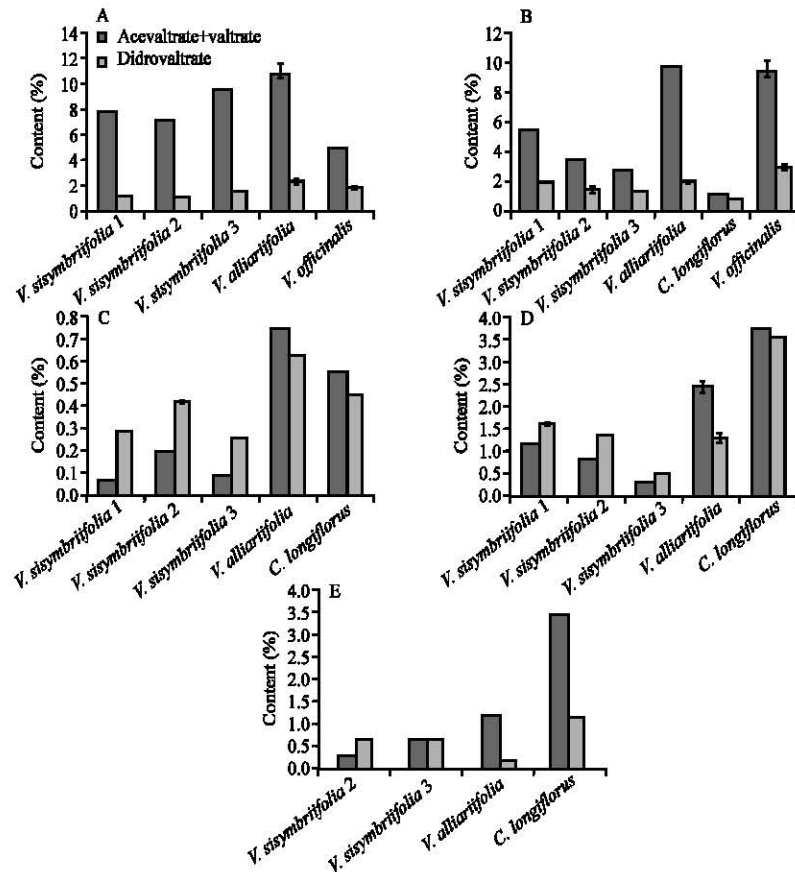 A
Acevaltrate+valtrate
Didrovaltrate
Content (%)
14
12
10
8
6
4
2
0
V. sisymbriifolia 1
V. sisymbriifolia 2
V. sisymbriifolia 3
V. alliariifolia
V. officinalis
B
Content (%)
12
10
8
6
4
2
0
V. sisymbriifolia 1
V. sisymbriifolia 2
V. sisymbriifolia 3
V. alliariifolia
C. longiflorus
V. officinalis
C
Content (%)
0.8
0.7
0.6
0.5
0.4
0.3
0.2
0.1
0.0
V. sisymbriifolia 1
V. sisymbriifolia 2
V. sisymbriifolia 3
V. alliariifolia
C. longiflorus
D
Content (%)
4.0
3.5
3.0
2.5
2.0
1.5
1.0
0.5
0.0
V. sisymbriifolia 1
V. sisymbriifolia 2
V. sisymbriifolia 3
V. alliariifolia
C. longiflorus
E
Content (%)
4.0
3.5
3.0
2.5
2.0
1.5
1.0
0.5
0.0
V. sisymbriifolia 2
V. sisymbriifolia 3
V. alliariifolia
C. longiflorus